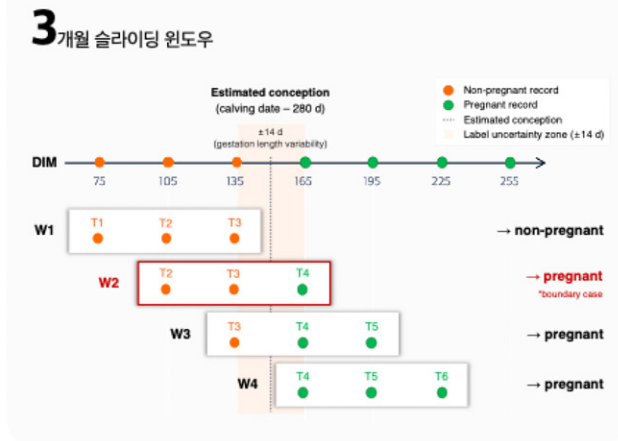 3개월 슬라이딩 윈도우
Estimated conception
(calving date – 280 d)
±14 d
(gestation length variability)
Non-pregnant record
Pregnant record
Estimated conception
Label uncertainty zone (±14 d)
DIM
75 105 135 165 195 225 255
W1 T1 T2 T3 → non-pregnant
W2 T2 T3 T4 → pregnant
*boundary case
W3 T3 T4 T5 → pregnant
W4 T4 T5 T6 → pregnant